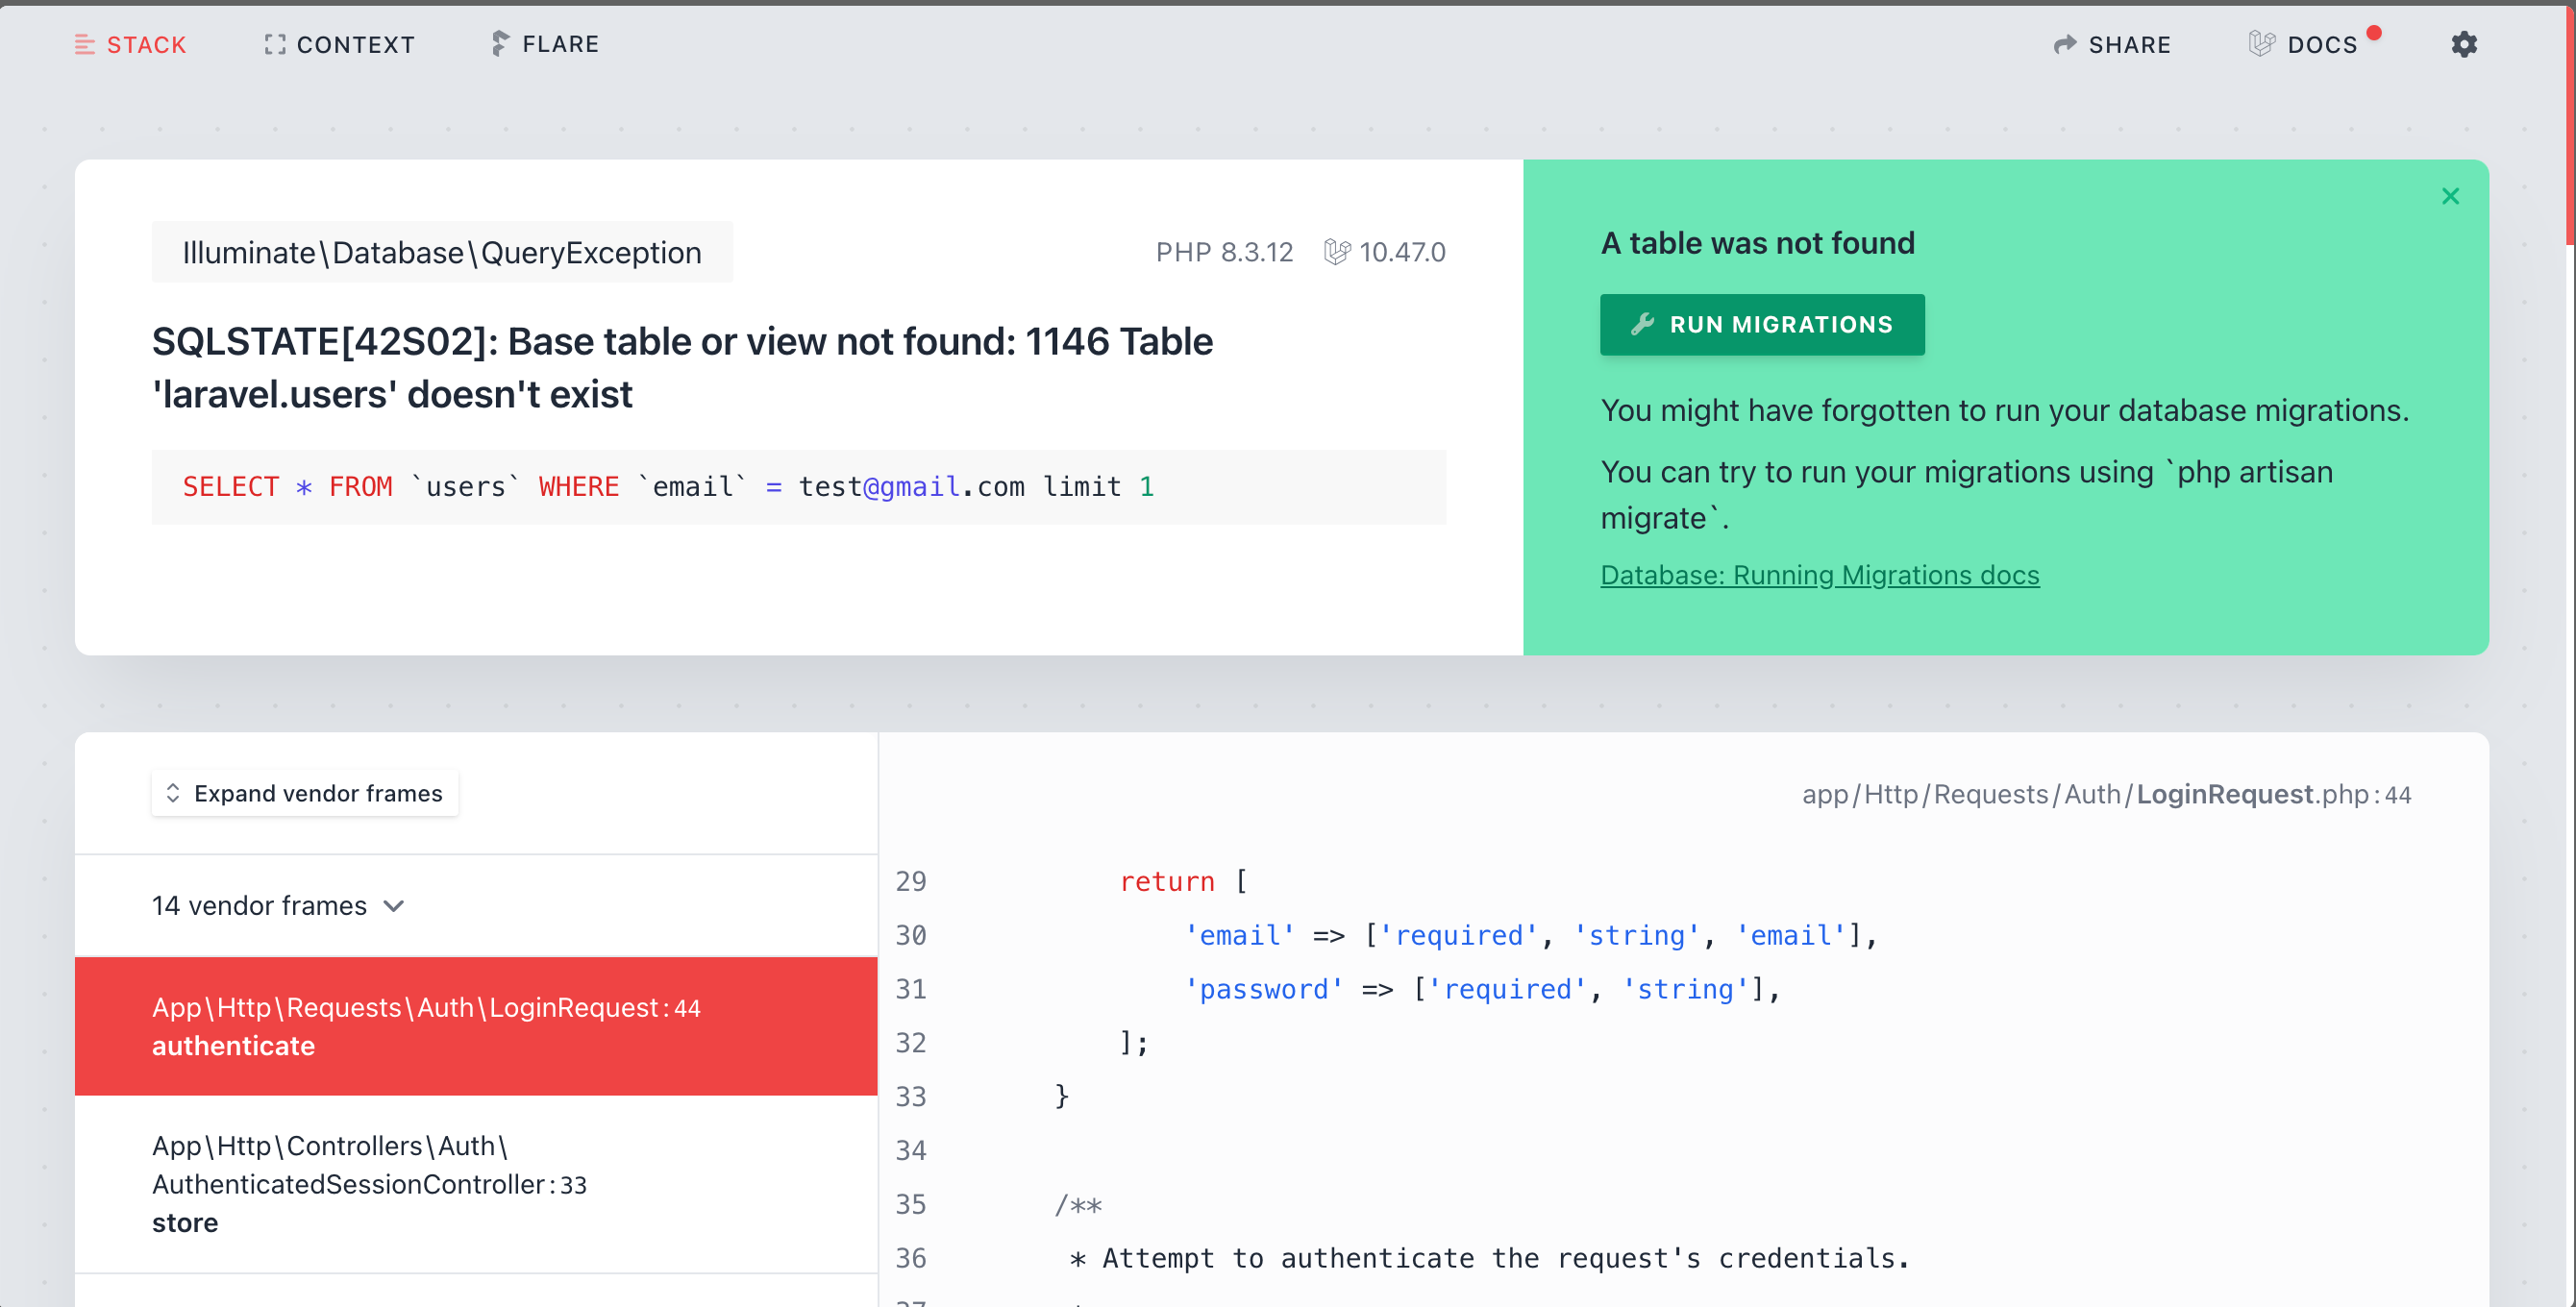 STACK
CONTEXT
FLARE
SHARE
DOCS
Illuminate\Database\QueryException
PHP 8.3.12
10.47.0
SQLSTATE[42S02]: Base table or view not found: 1146 Table
'laravel.users' doesn't exist
SELECT * FROM `users` WHERE `email` = test@gmail.com limit 1
A table was not found
RUN MIGRATIONS
You might have forgotten to run your database migrations.
You can try to run your migrations using `php artisan
migrate`.
Database: Running Migrations docs
Expand vendor frames
14 vendor frames
App\Http\Requests\Auth\LoginRequest:44
authenticate
App\Http\Controllers\Auth\
AuthenticatedSessionController:33
store
app/Http/Requests/Auth/LoginRequest.php:44
29 return [
30 'email' => ['required', 'string', 'email'],
31 'password' => ['required', 'string'],
32 ];
33 }
34
35 /**
36 * Attempt to authenticate the request's credentials.